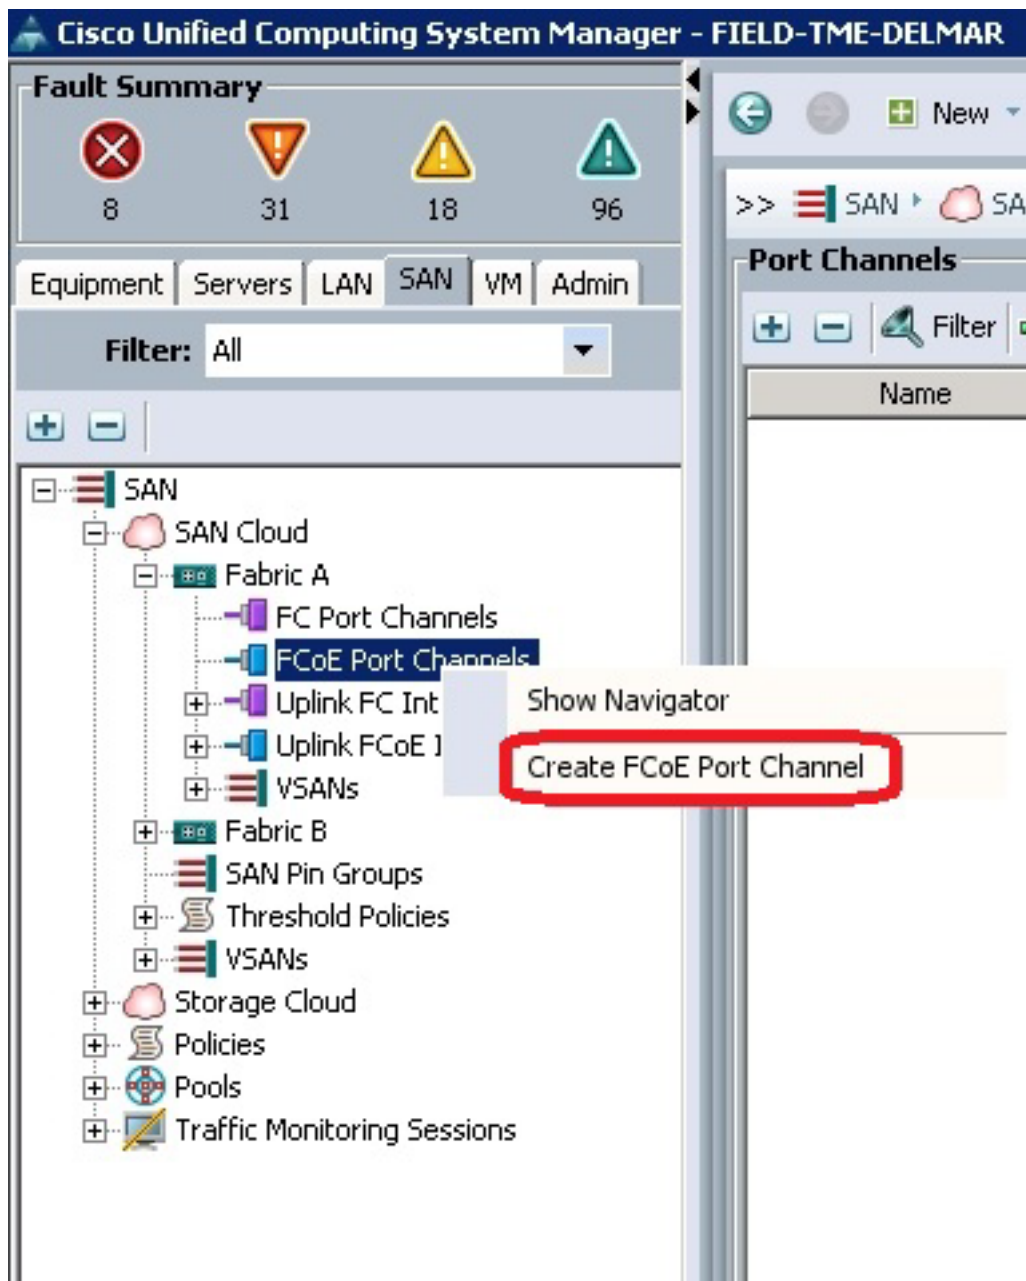 Cisco Unified Computing System Manager - FIELD-TME-DELMAR
Fault Summary
8 31 18 96
New
>> SAN SA
Equipment Servers LAN SAN VM Admin
Port Channels
Filter: All
Filter
Name
SAN
SAN Cloud
Fabric A
FC Port Channels
FCoE Port Channels
Uplink FC Int
Uplink FCoE I
VSANs
Show Navigator
Create FCoE Port Channel
Fabric B
SAN Pin Groups
Threshold Policies
VSANs
Storage Cloud
Policies
Pools
Traffic Monitoring Sessions